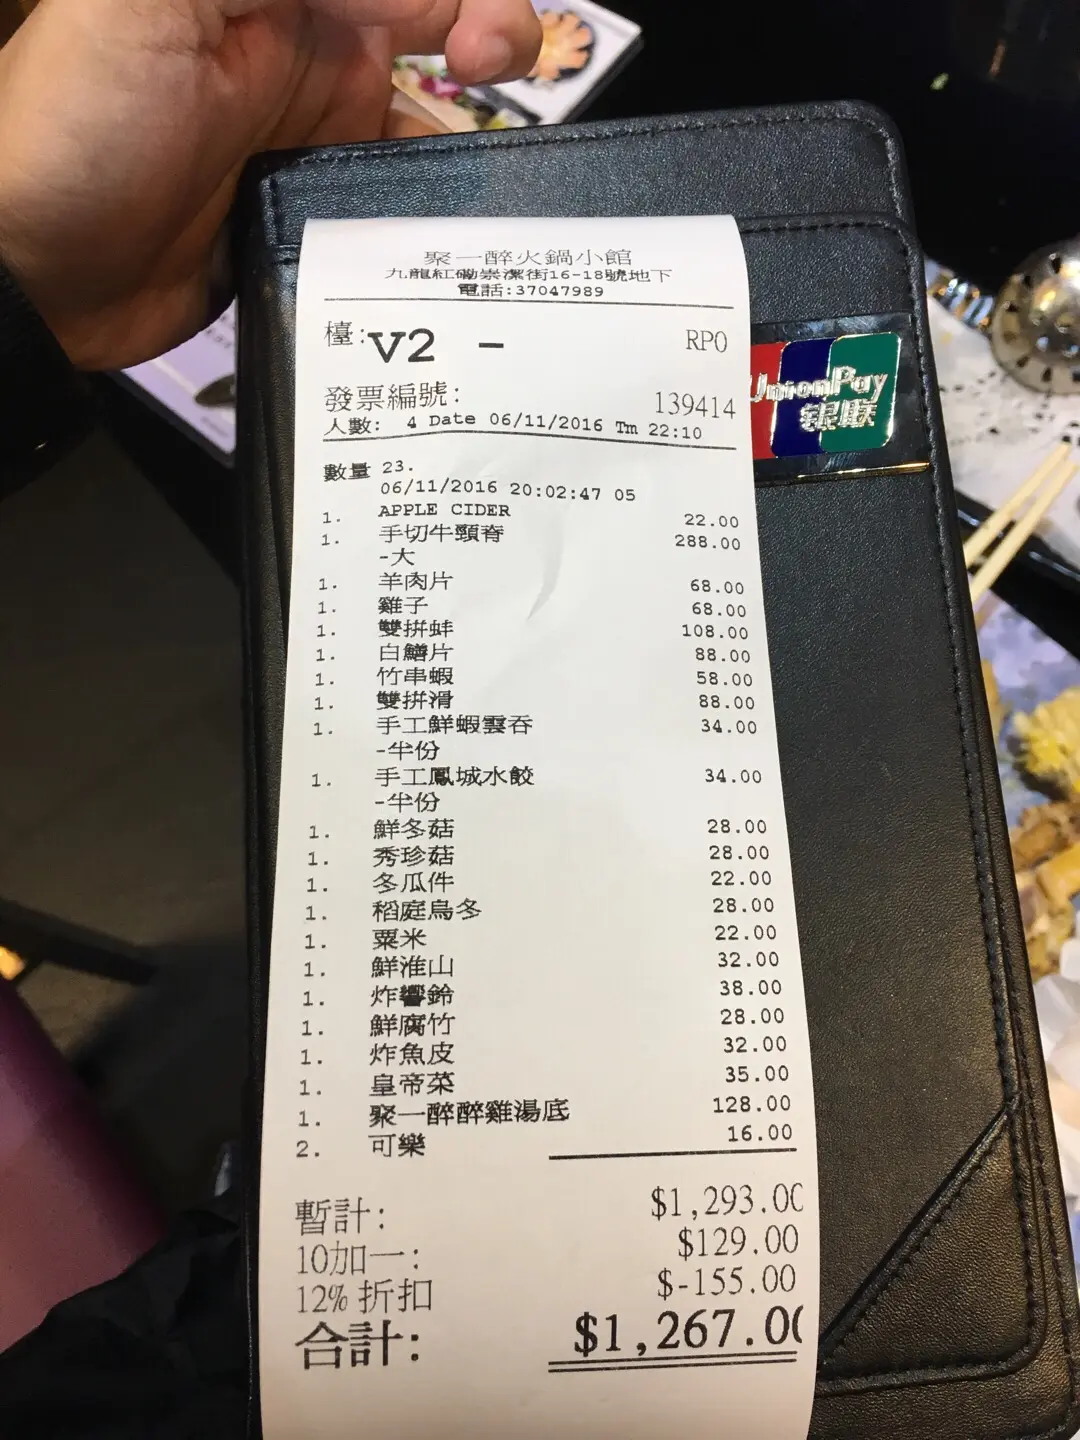 聚一醉火鍋小館
九龍紅磡崇潔街16-18號地下
電話:37047989
檯:V2 - RP0
發票編號: 139414
人數: 4 Date 06/11/2016 Tm 22:10
數量 23.
06/11/2016 20:02:47 05
1. APPLE CIDER 22.00
1. 手切牛頸脊 288.00
-大
1. 羊肉片 68.00
1. 雞子 68.00
1. 雙拼蚌 108.00
1. 白鱔片 88.00
1. 竹串蝦 58.00
1. 雙拼滑 88.00
1. 手工鮮蝦雲吞 34.00
-半份
1. 手工鳳城水餃 34.00
-半份
1. 鮮冬菇 28.00
1. 秀珍菇 28.00
1. 冬瓜件 22.00
1. 稻庭烏冬 28.00
1. 粟米 22.00
1. 鮮淮山 32.00
1. 炸響鈴 38.00
1. 鮮腐竹 28.00
1. 炸魚皮 32.00
1. 皇帝菜 35.00
1. 聚一醉醉雞湯底 128.00
2. 可樂 16.00
暫計: $1,293.00
10加一: $129.00
12% 折扣 $-155.00
合計: $1,267.00
UnionPay
银联